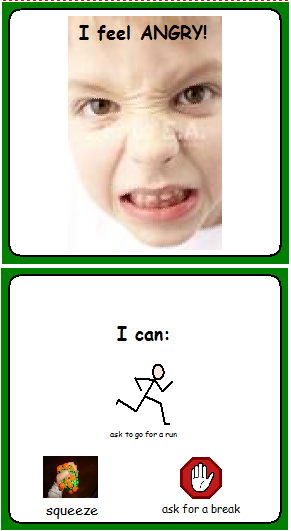 I feel ANGRY!
I can:
ask to go for a run
squeeze
ask for a break